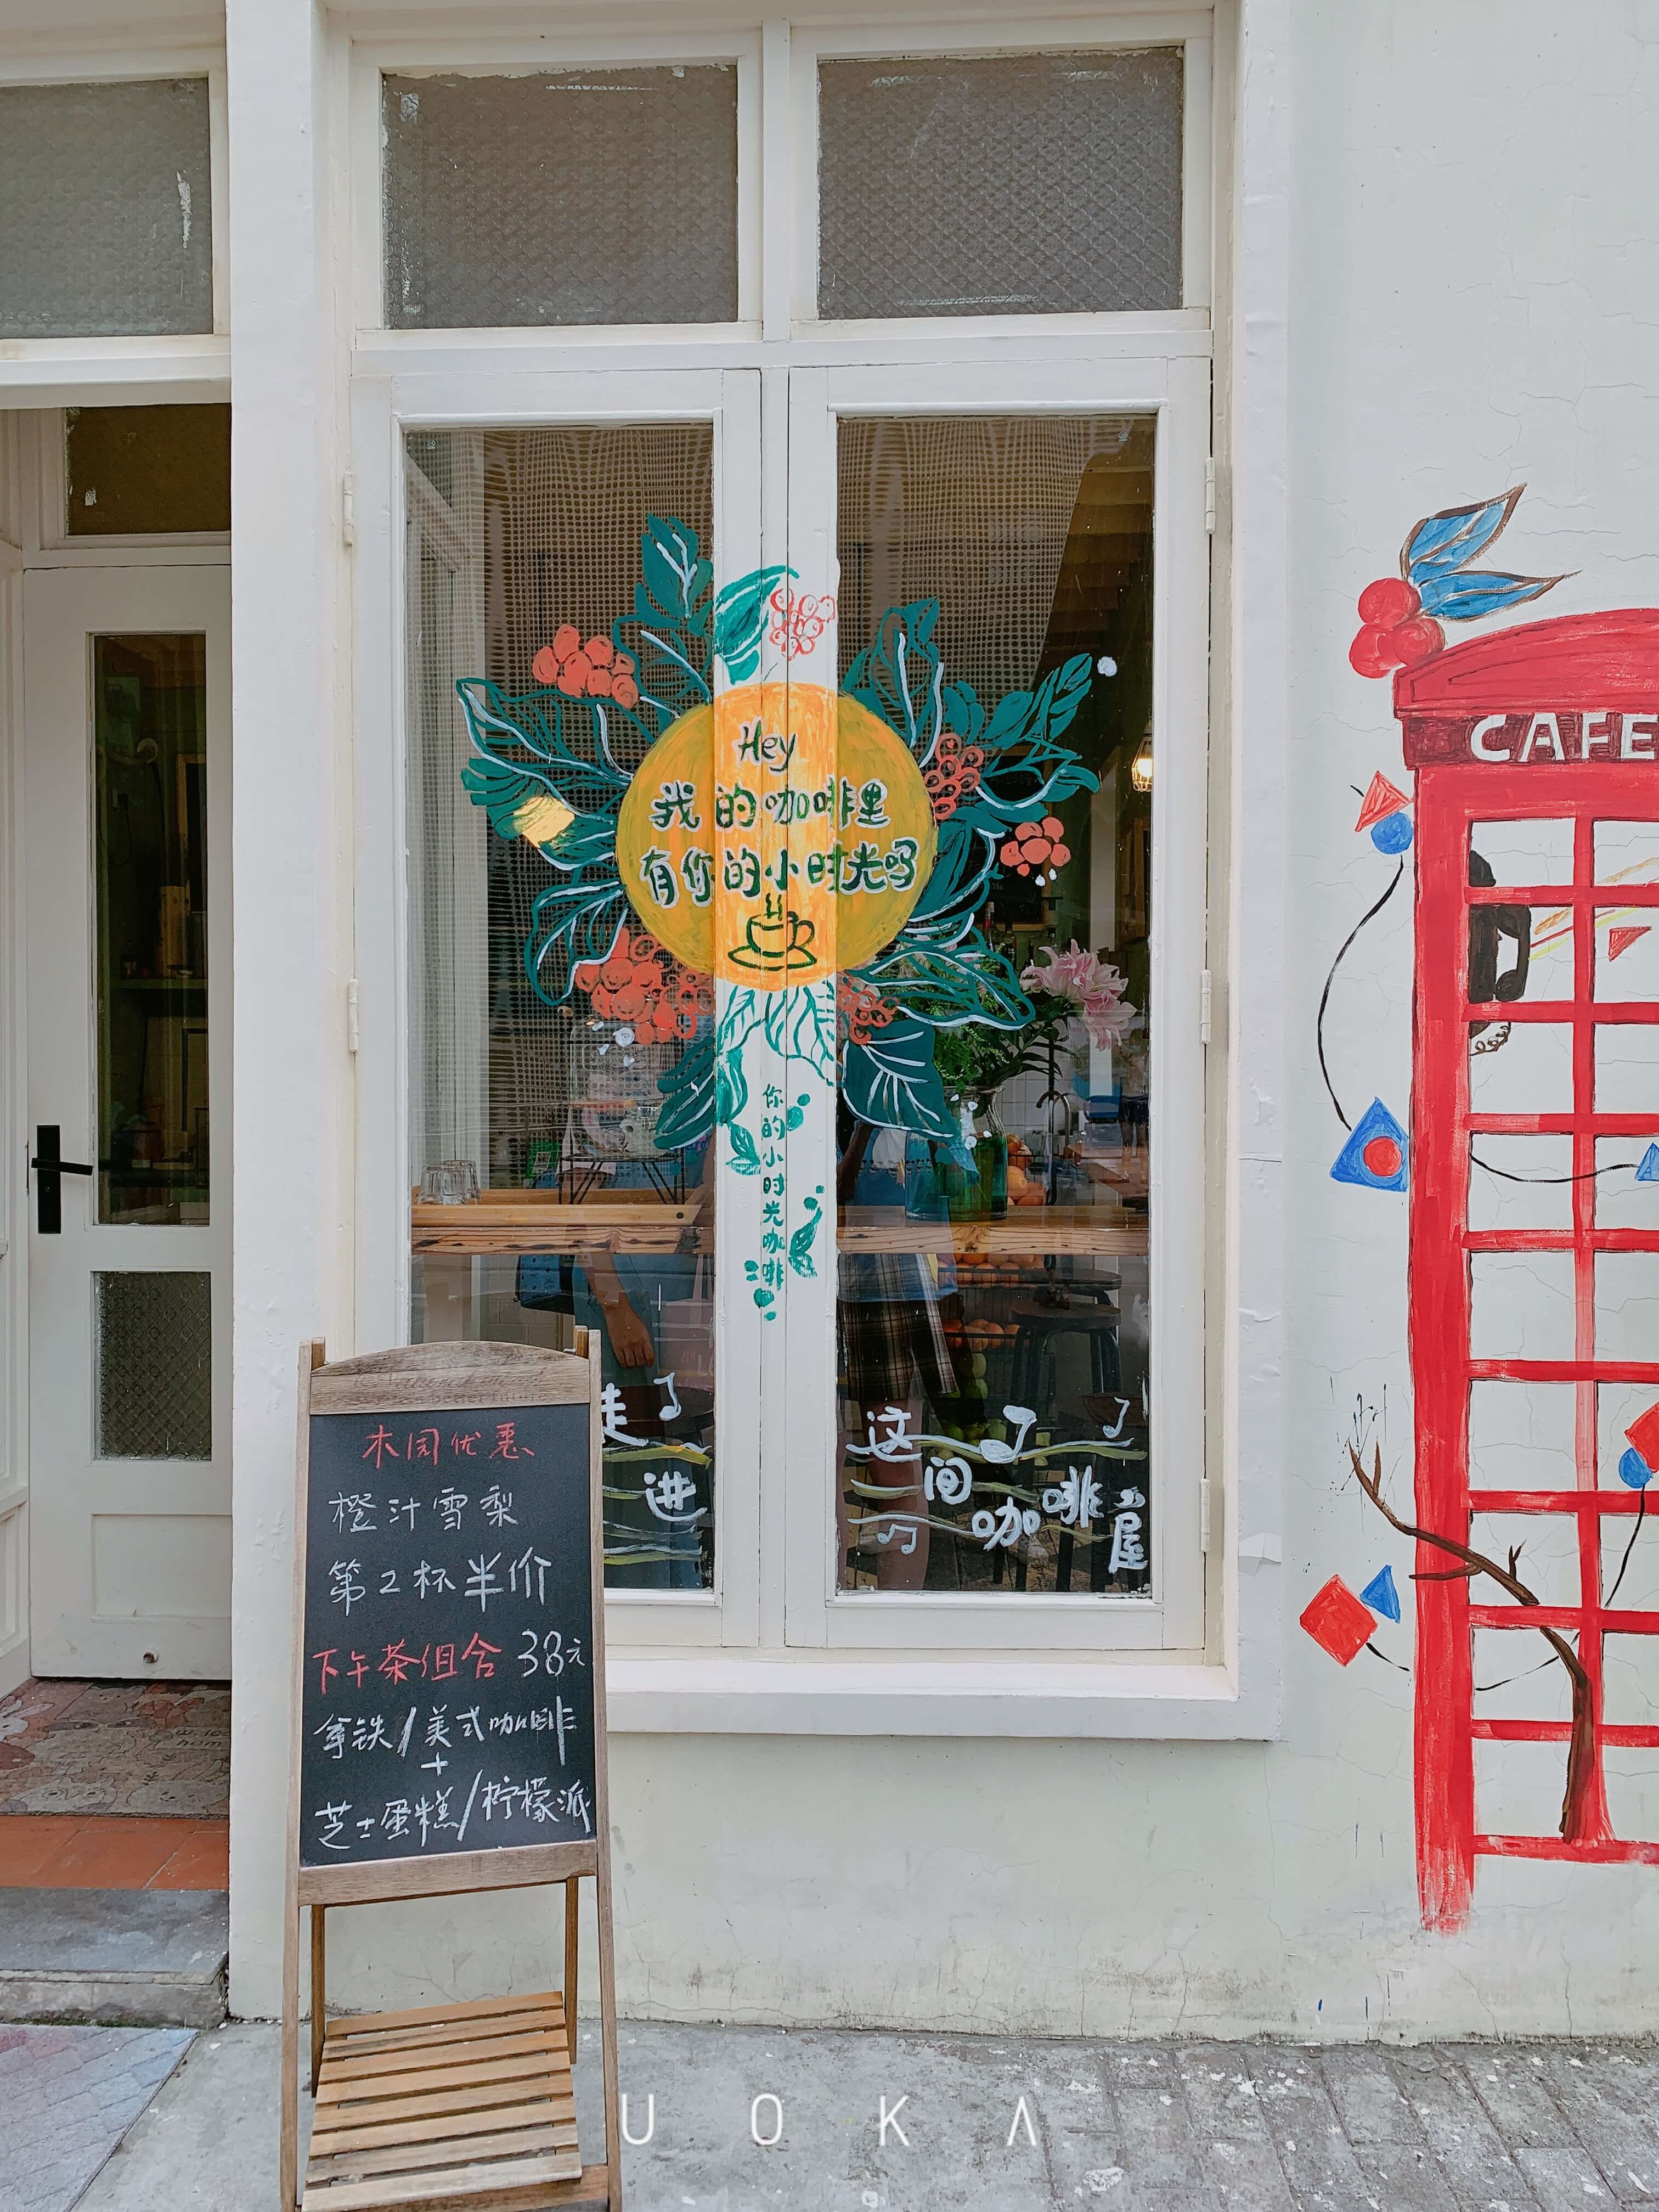 Hey
我的咖啡里
有你的小时光吗
你的小时光咖啡
走
进
这
间
咖啡屋
CAFE
木周优惠
橙汁雪梨
第2杯半价
下午茶组合 38元
拿铁/美式咖啡
+
芝士蛋糕/柠檬派
UOKA